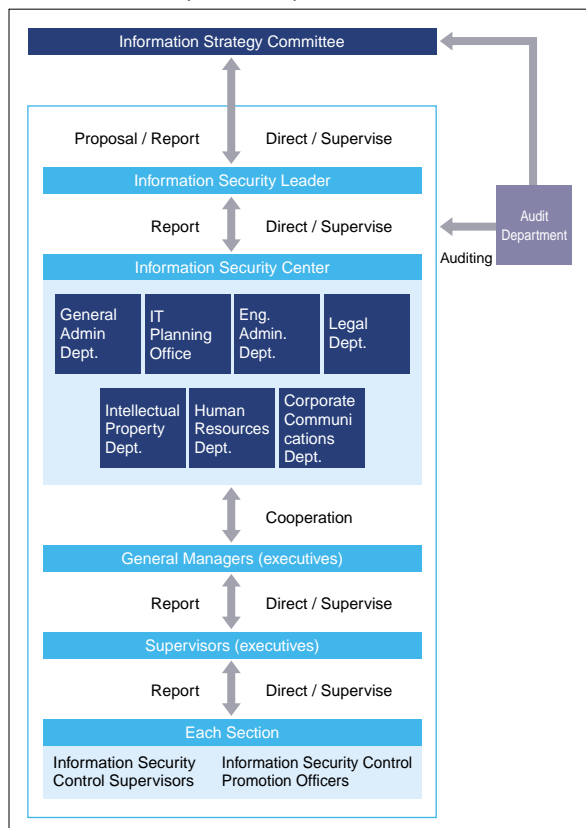 Information Strategy Committee
Proposal / Report
Direct / Supervise
Information Security Leader
Report
Direct / Supervise
Audit
Department
Auditing
Information Security Center
General
Admin
Dept.
IT
Planning
Office
Eng.
Admin.
Dept.
Legal
Dept.
Intellectual
Property
Dept.
Human
Resources
Dept.
Corporate
Communi
cations
Dept.
Cooperation
General Managers (executives)
Report
Direct / Supervise
Supervisors (executives)
Report
Direct / Supervise
Each Section
Information Security
Control Supervisors
Information Security Control
Promotion Officers